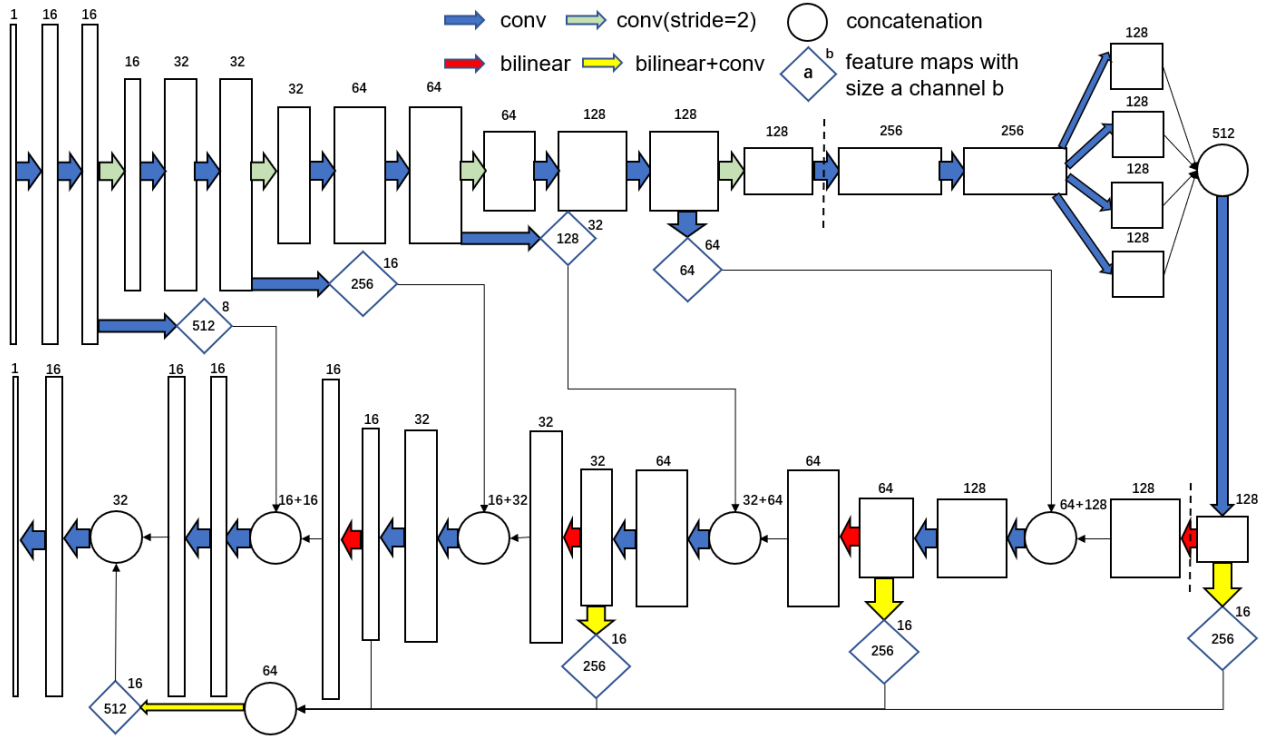 1 16 16
conv conv(stride=2) concatenation
bilinear bilinear+conv
a b feature maps with
size a channel b
16 32 32
32 64 64
64 128 128
128 256 256
128
128
128
128
512
128 32
64 64
256 16
512 8
1 16 16 16 16
16 32 32
32 64 64
64 128 128
128
32 16+16 16+32 32+64 64+128
256 16
256 16
256 16
64
512 16